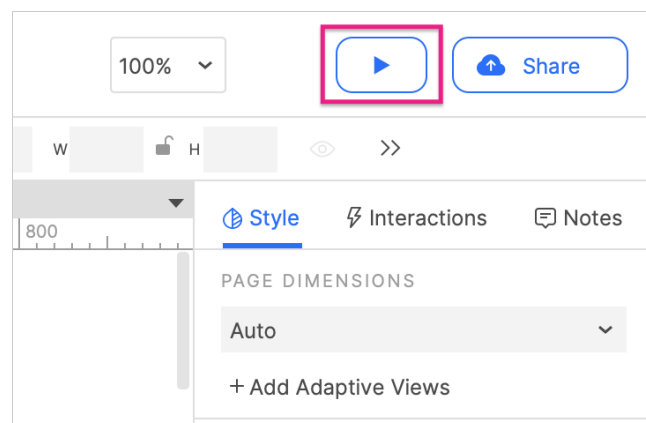 100%
Share
W
H
800
Style
Interactions
Notes
PAGE DIMENSIONS
Auto
+ Add Adaptive Views